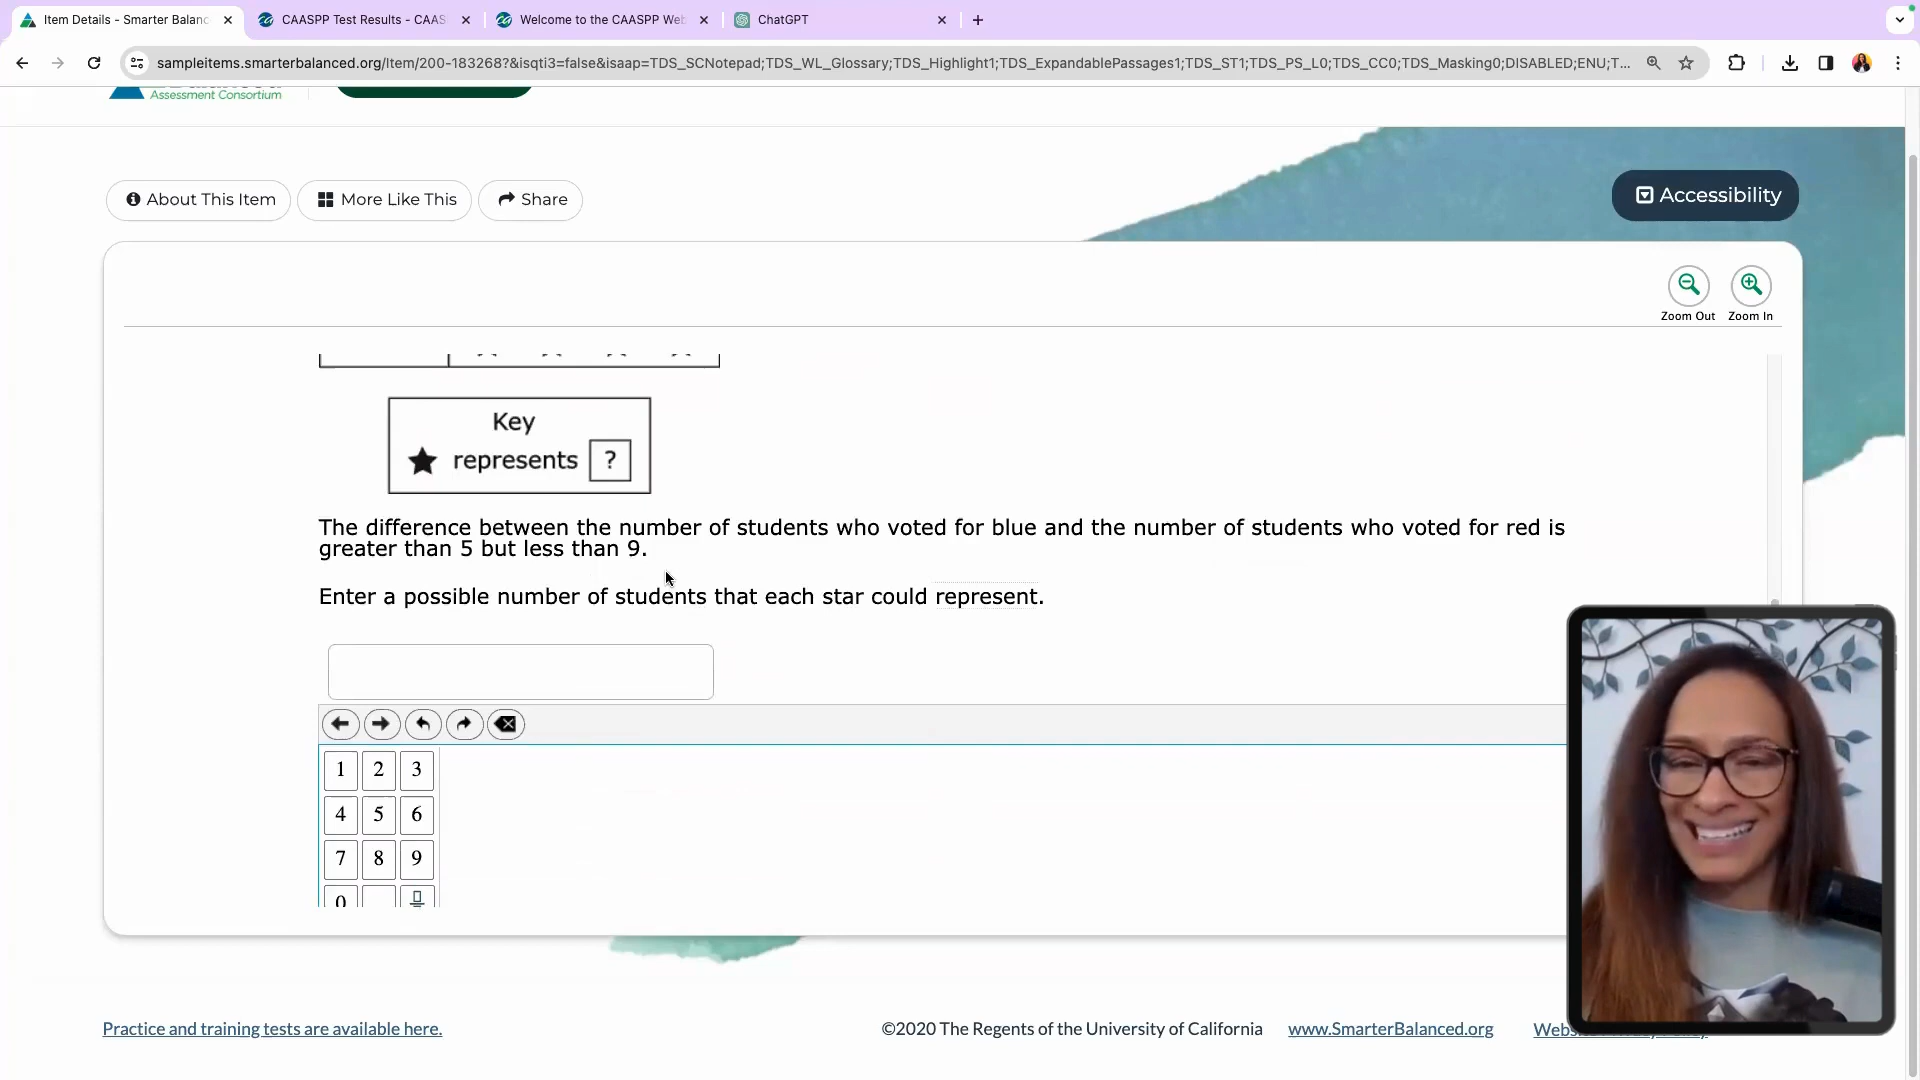 Item Details - Smarter Balanc
CAASPP Test Results - CAAS
Welcome to the CAASPP Web
ChatGPT
sampleitems.smarterbalanced.org/Item/200-183268?&isqti3=false&isaap=TDS_SCNotepad;TDS_WL_Glossary;TDS_Highlight1;TDS_ExpandablePassages1;TDS_ST1;TDS_PS_L0;TDS_CC0;TDS_Masking0;DISABLED;ENU;T...
Assessment Consortium
About This Item
More Like This
Share
Accessibility
Zoom Out
Zoom In
Key
represents ?
The difference between the number of students who voted for blue and the number of students who voted for red is
greater than 5 but less than 9.
Enter a possible number of students that each star could represent.
1 2 3
4 5 6
7 8 9
0
Practice and training tests are available here.
©2020 The Regents of the University of California
www.SmarterBalanced.org